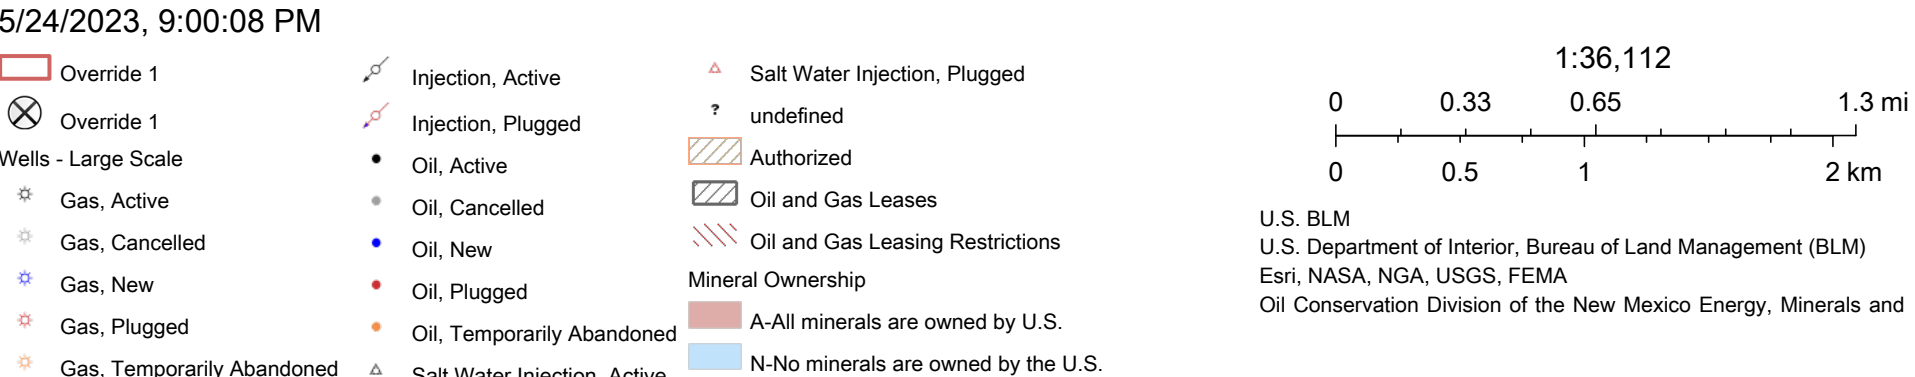 5/24/2023, 9:00:08 PM
Override 1
Override 1
Wells - Large Scale
Gas, Active
Gas, Cancelled
Gas, New
Gas, Plugged
Gas, Temporarily Abandoned
Injection, Active
Injection, Plugged
Oil, Active
Oil, Cancelled
Oil, New
Oil, Plugged
Oil, Temporarily Abandoned
Salt Water Injection, Active
Salt Water Injection, Plugged
? undefined
Authorized
Oil and Gas Leases
Oil and Gas Leasing Restrictions
Mineral Ownership
A-All minerals are owned by U.S.
N-No minerals are owned by the U.S.
1:36,112
0 0.33 0.65 1.3 mi
0 0.5 1 2 km
U.S. BLM
U.S. Department of Interior, Bureau of Land Management (BLM)
Esri, NASA, NGA, USGS, FEMA
Oil Conservation Division of the New Mexico Energy, Minerals and